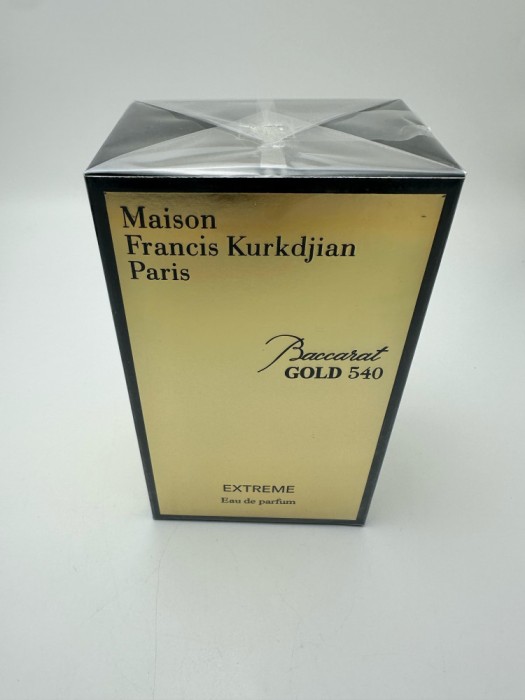 Maison
Francis Kurkdjian
Paris
Baccarat
GOLD 540
EXTREME
Eau de parfum